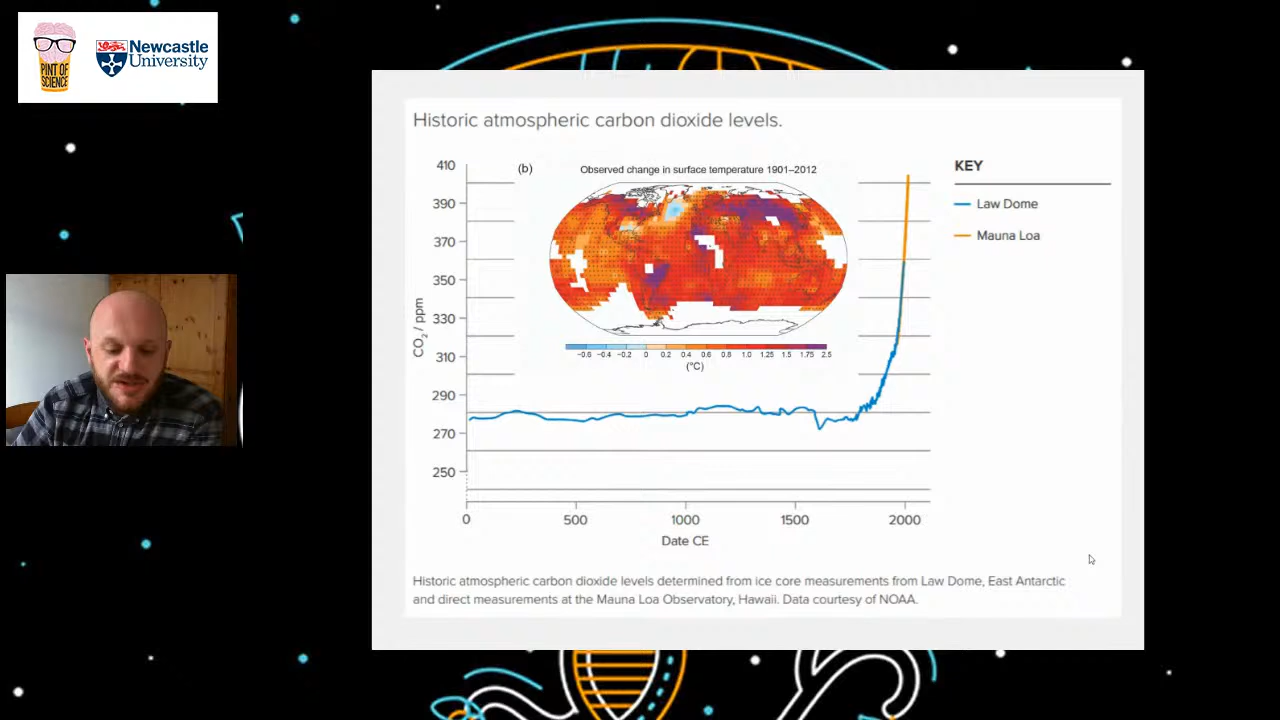 PINT OF
SCIENCE
Newcastle
University
Historic atmospheric carbon dioxide levels.
410
390
370
350
330
310
290
270
250
CO2 / ppm
(b)
Observed change in surface temperature 1901–2012
−0.6 −0.4 −0.2 0 0.2 0.4 0.6 0.8 1.0 1.25 1.5 1.75 2.5
(°C)
KEY
Law Dome
Mauna Loa
0 500 1000 1500 2000
Date CE
Historic atmospheric carbon dioxide levels determined from ice core measurements from Law Dome, East Antarctic
and direct measurements at the Mauna Loa Observatory, Hawaii. Data courtesy of NOAA.